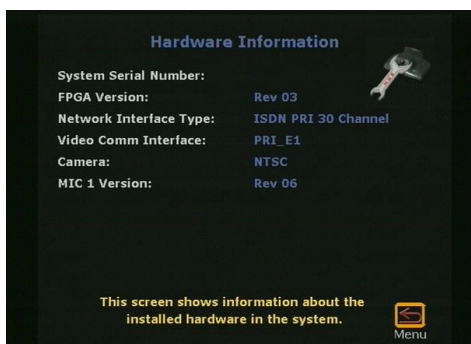 Hardware Information
System Serial Number:
FPGA Version: Rev 03
Network Interface Type: ISDN PRI 30 Channel
Video Comm Interface: PRI_E1
Camera: NTSC
MIC 1 Version: Rev 06
This screen shows information about the
installed hardware in the system.
Menu